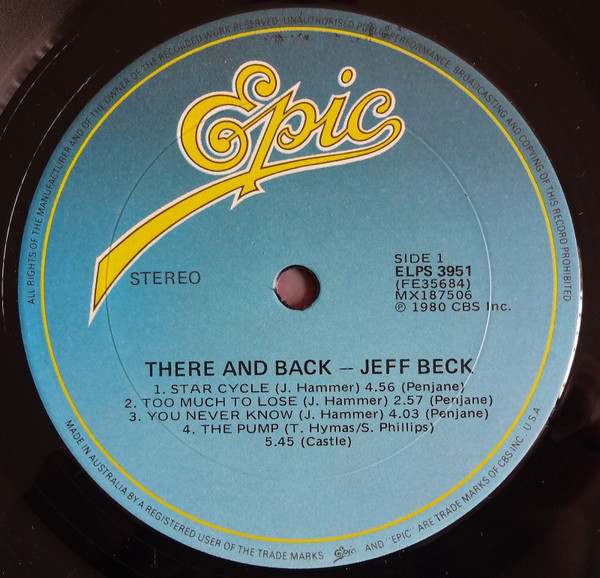 ALL RIGHTS OF THE MANUFACTURER AND OF THE OWNER OF THE RECORDED WORK RESERVED. UNAUTHORISED PUBLIC PERFORMANCE, BROADCASTING AND COPYING OF THIS RECORD PROHIBITED
Epic
STEREO
SIDE 1
ELPS 3951
(FE35684)
MX187506
℗ 1980 CBS Inc.
THERE AND BACK — JEFF BECK
1. STAR CYCLE (J. Hammer) 4.56 (Penjane)
2. TOO MUCH TO LOSE (J. Hammer) 2.57 (Penjane)
3. YOU NEVER KNOW (J. Hammer) 4.03 (Penjane)
4. THE PUMP (T. Hymas/S. Phillips)
5.45 (Castle)
MADE IN AUSTRALIA BY A REGISTERED USER OF THE TRADE MARKS Epic AND "EPIC" ARE TRADE MARKS OF CBS INC U S A